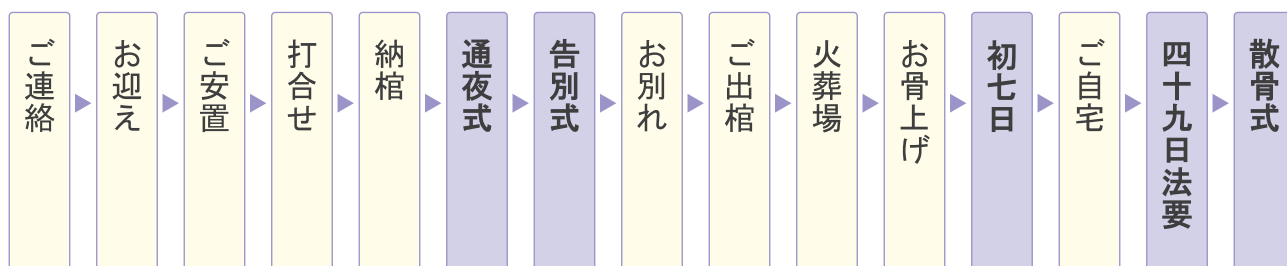 ご連絡
お迎え
ご安置
打合せ
納棺
通夜式
告別式
お別れ
ご出棺
火葬場
お骨上げ
初七日
ご自宅
四十九日法要
散骨式